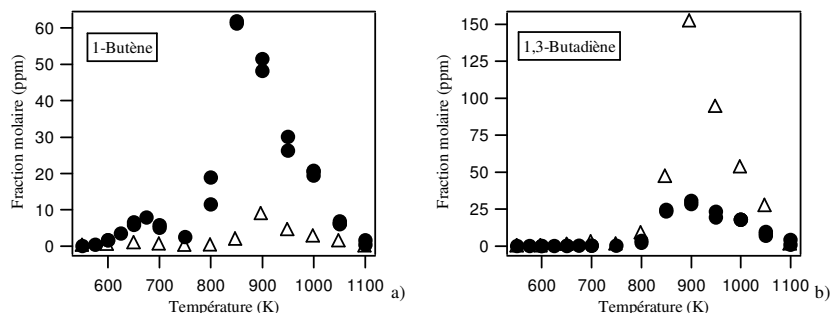 1-Butène
Fraction molaire (ppm)
60
50
40
30
20
10
0
600 700 800 900 1000 1100
Température (K)
a)
1,3-Butadiène
Fraction molaire (ppm)
150
125
100
75
50
25
0
600 700 800 900 1000 1100
Température (K)
b)